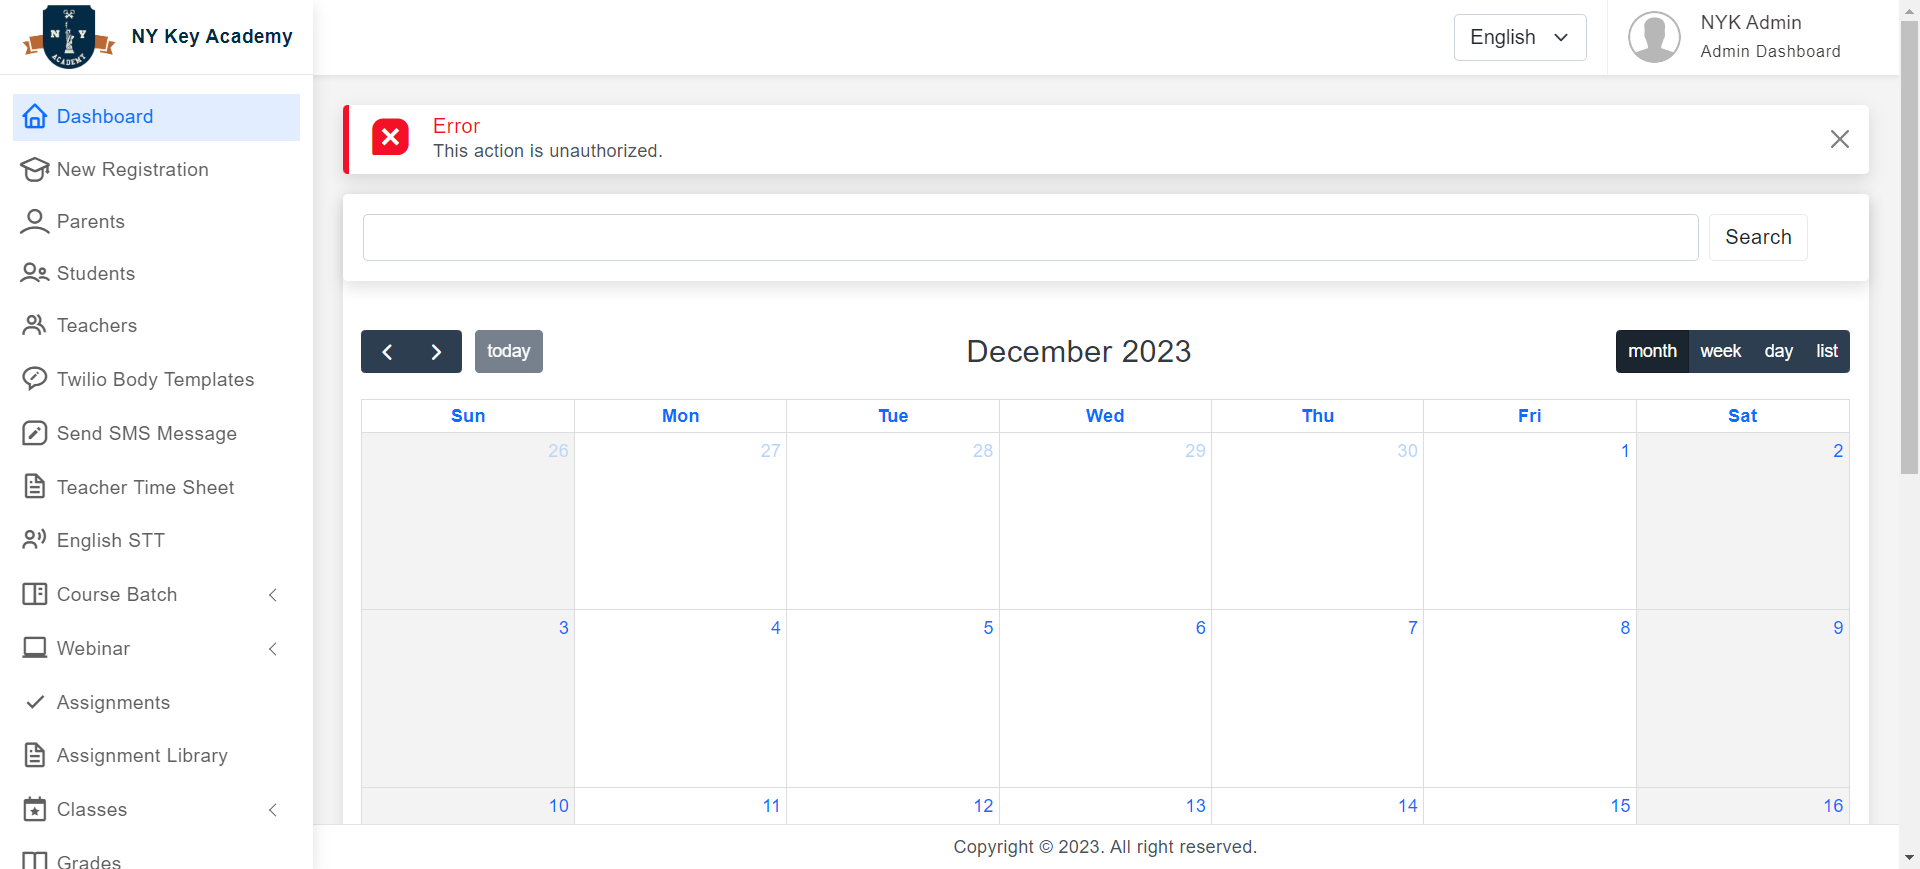 N Y
ACADEMY
NY Key Academy
English
NYK Admin
Admin Dashboard
Dashboard
New Registration
Parents
Students
Teachers
Twilio Body Templates
Send SMS Message
Teacher Time Sheet
English STT
Course Batch
Webinar
Assignments
Assignment Library
Classes
Grades
Error
This action is unauthorized.
Search
today
December 2023
month week day list
Sun Mon Tue Wed Thu Fri Sat
26 27 28 29 30 1 2
3 4 5 6 7 8 9
10 11 12 13 14 15 16
Copyright © 2023. All right reserved.